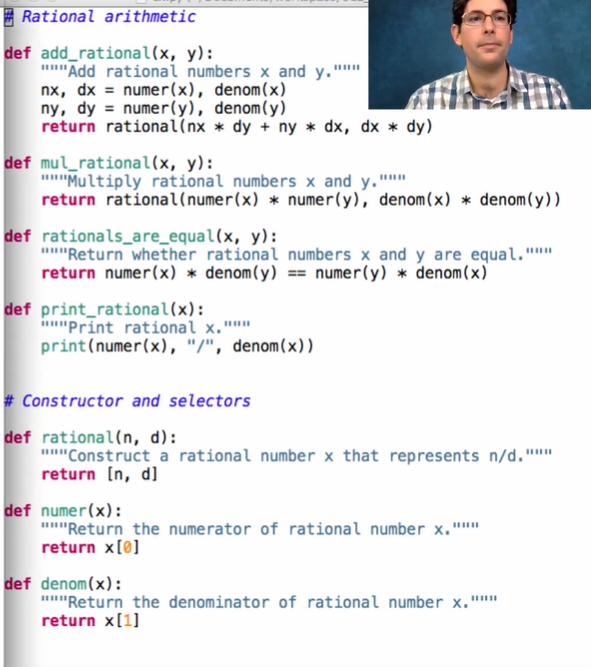 # Rational arithmetic
def add_rational(x, y):
"""Add rational numbers x and y."""
nx, dx = numer(x), denom(x)
ny, dy = numer(y), denom(y)
return rational(nx * dy + ny * dx, dx * dy)
def mul_rational(x, y):
"""Multiply rational numbers x and y."""
return rational(numer(x) * numer(y), denom(x) * denom(y))
def rationals_are_equal(x, y):
"""Return whether rational numbers x and y are equal."""
return numer(x) * denom(y) == numer(y) * denom(x)
def print_rational(x):
"""Print rational x."""
print(numer(x), "/", denom(x))
# Constructor and selectors
def rational(n, d):
"""Construct a rational number x that represents n/d."""
return [n, d]
def numer(x):
"""Return the numerator of rational number x."""
return x[0]
def denom(x):
"""Return the denominator of rational number x."""
return x[1]